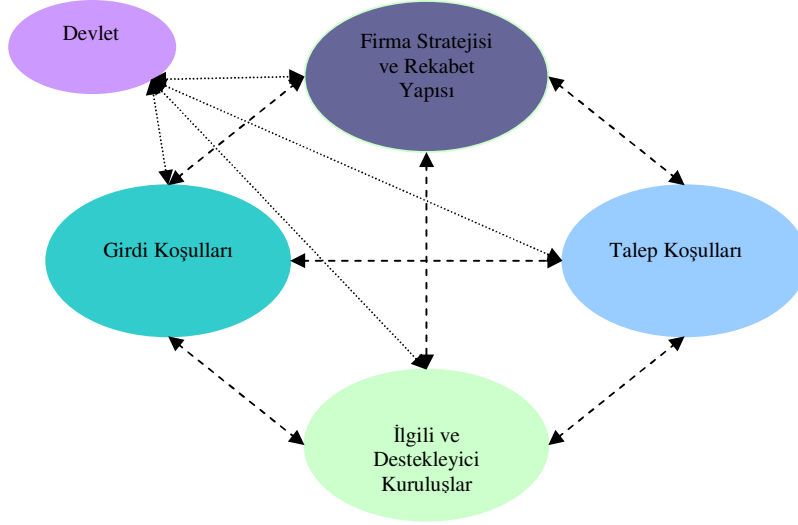 Devlet
Firma Stratejisi
ve Rekabet
Yapısı
Girdi Koşulları
Talep Koşulları
İlgili ve
Destekleyici
Kuruluşlar